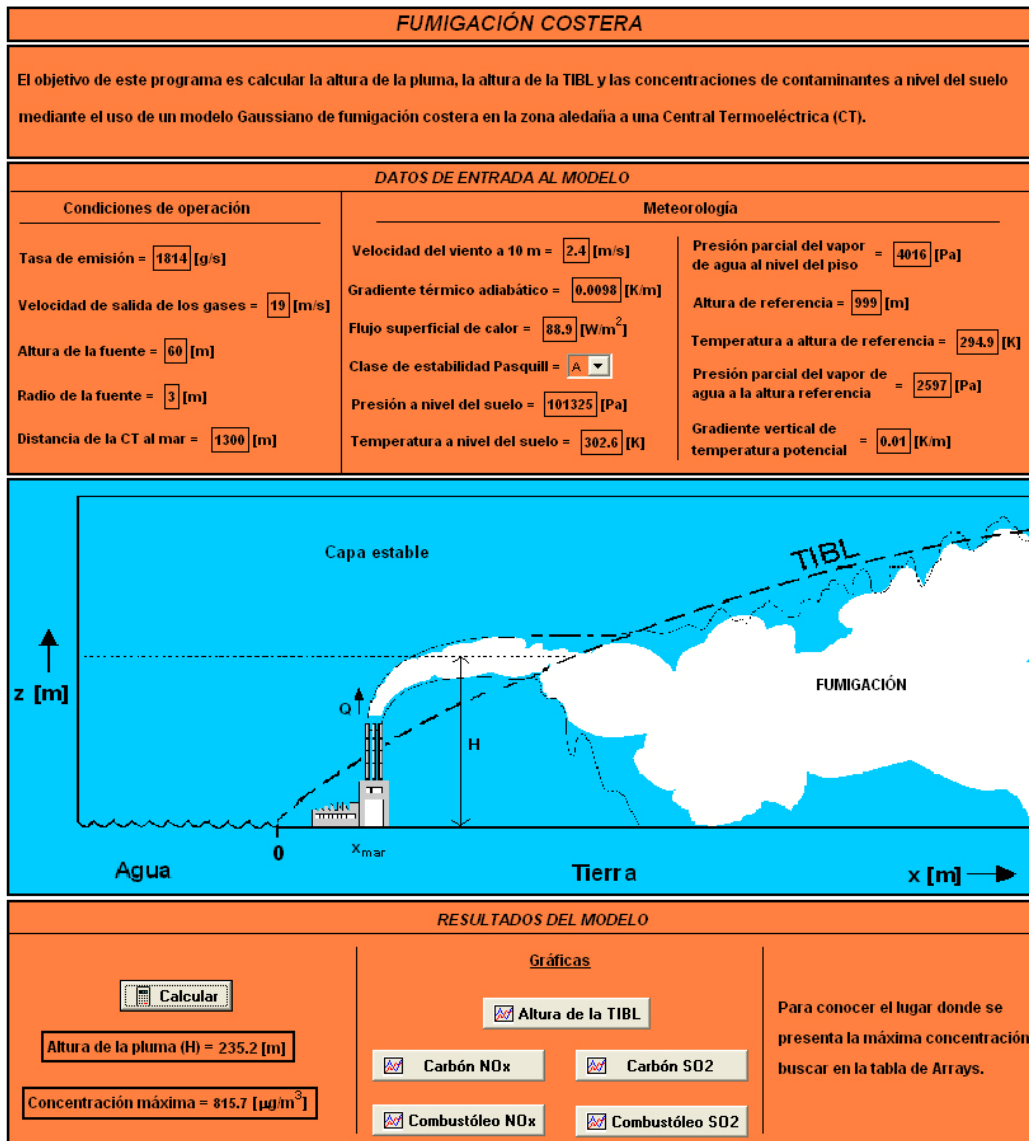 FUMIGACIÓN COSTERA
El objetivo de este programa es calcular la altura de la pluma, la altura de la TIBL y las concentraciones de contaminantes a nivel del suelo
mediante el uso de un modelo Gaussiano de fumigación costera en la zona aledaña a una Central Termoeléctrica (CT).
DATOS DE ENTRADA AL MODELO
Condiciones de operación
Tasa de emisión = 1814 [g/s]
Velocidad de salida de los gases = 19 [m/s]
Altura de la fuente = 60 [m]
Radio de la fuente = 3 [m]
Distancia de la CT al mar = 1300 [m]
Meteorología
Velocidad del viento a 10 m = 2.4 [m/s]
Gradiente térmico adiabático = 0.0098 [K/m]
Flujo superficial de calor = 88.9 [W/m²]
Clase de estabilidad Pasquill = A
Presión a nivel del suelo = 101325 [Pa]
Temperatura a nivel del suelo = 302.6 [K]
Presión parcial del vapor
de agua al nivel del piso = 4016 [Pa]
Altura de referencia = 999 [m]
Temperatura a altura de referencia = 294.9 [K]
Presión parcial del vapor de
agua a la altura referencia = 2597 [Pa]
Gradiente vertical de
temperatura potencial = 0.01 [K/m]
Capa estable
TIBL
z [m]
Q
H
FUMIGACIÓN
0
xmar
Agua
Tierra
x [m]
RESULTADOS DEL MODELO
Calcular
Altura de la pluma (H) = 235.2 [m]
Concentración máxima = 815.7 [µg/m³]
Gráficas
Altura de la TIBL
Carbón NOx
Carbón SO2
Combustóleo NOx
Combustóleo SO2
Para conocer el lugar donde se
presenta la máxima concentración
buscar en la tabla de Arrays.